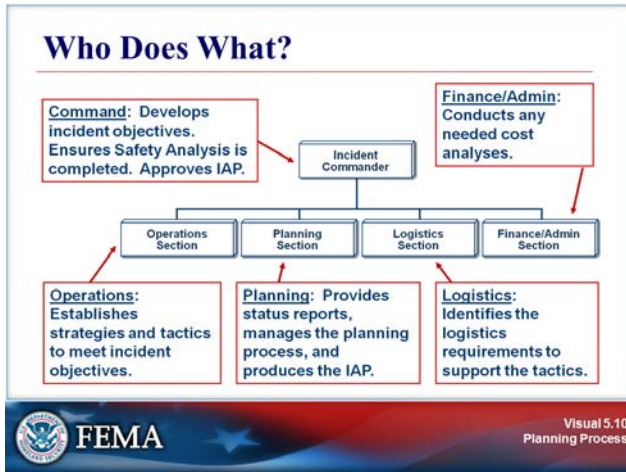 Who Does What?
Command: Develops
incident objectives.
Ensures Safety Analysis is
completed. Approves IAP.
Finance/Admin:
Conducts any
needed cost
analyses.
Incident
Commander
Operations
Section
Planning
Section
Logistics
Section
Finance/Admin
Section
Operations:
Establishes
strategies and tactics
to meet incident
objectives.
Planning: Provides
status reports,
manages the planning
process, and
produces the IAP.
Logistics:
Identifies the
logistics
requirements to
support the tactics.
FEMA
Visual 5.10
Planning Process